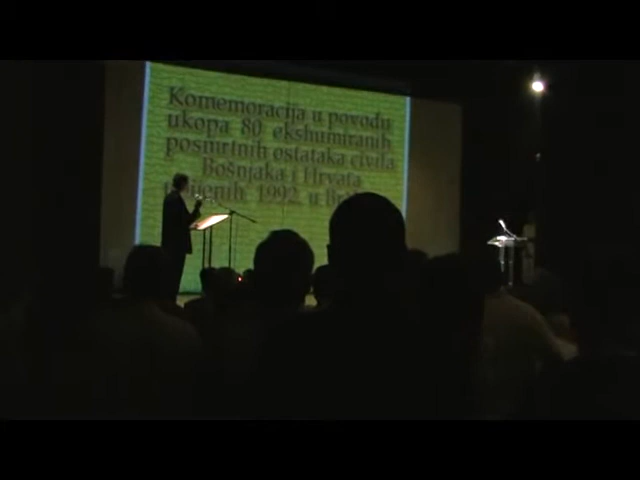 Komemoracija u povodu
ukopa 80 ekshumiranih
posmrtnih ostataka civila
Bošnjaka i Hrvata
1992. u